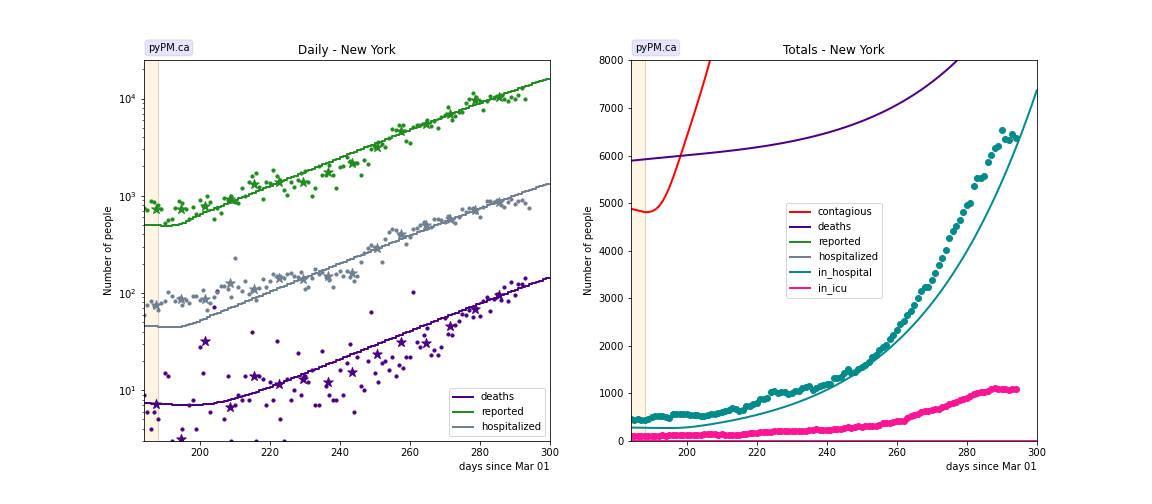 pyPM.ca
Daily - New York
Number of people
10⁴
10³
10²
10¹
200
220
240
260
280
300
days since Mar 01
deaths
reported
hospitalized
pyPM.ca
Totals - New York
Number of people
8000
7000
6000
5000
4000
3000
2000
1000
0
200
220
240
260
280
300
days since Mar 01
contagious
deaths
reported
hospitalized
in_hospital
in_icu